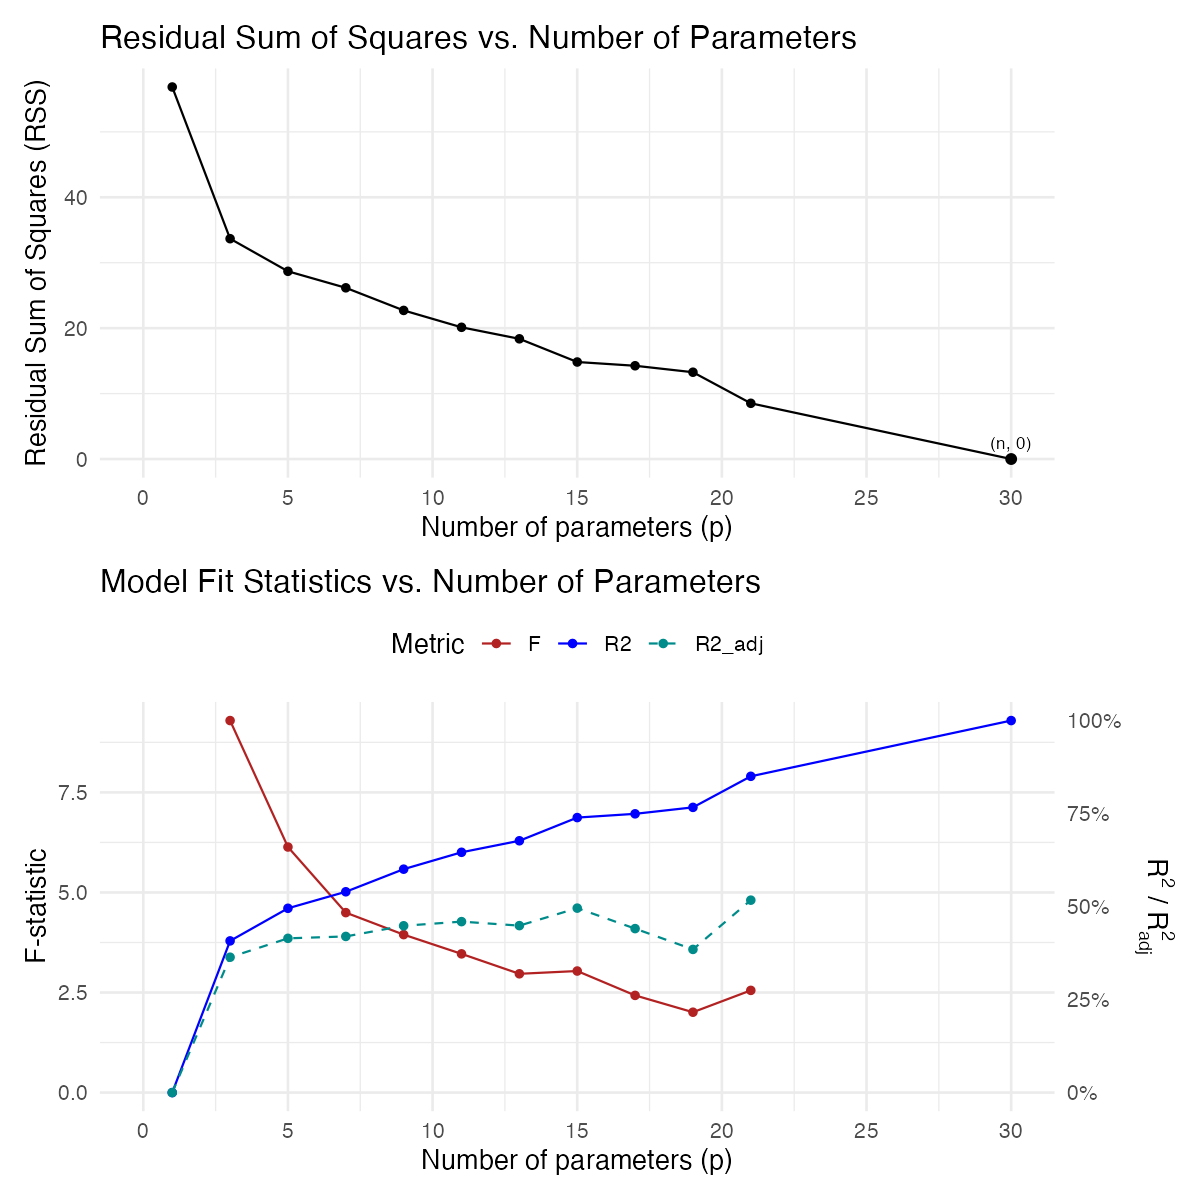 Residual Sum of Squares vs. Number of Parameters
Residual Sum of Squares (RSS)
40
20
0
(n, 0)
0 5 10 15 20 25 30
Number of parameters (p)
Model Fit Statistics vs. Number of Parameters
Metric F R2 R2_adj
F-statistic
7.5
5.0
2.5
0.0
100%
75%
50%
25%
0%
R² / R²adj
0 5 10 15 20 25 30
Number of parameters (p)